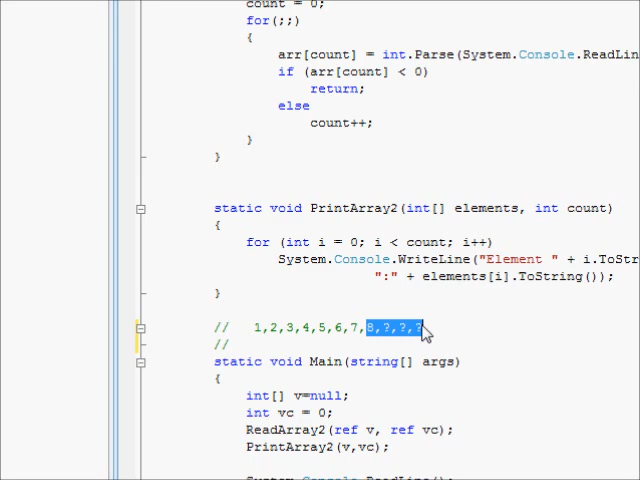 count = 0;
for(;;)
{
arr[count] = int.Parse(System.Console.ReadLin
if (arr[count] < 0)
return;
else
count++;
}
}
static void PrintArray2(int[] elements, int count)
{
for (int i = 0; i < count; i++)
System.Console.WriteLine("Element " + i.ToStr
":" + elements[i].ToString());
}
// 1,2,3,4,5,6,7,8,?,?,?
//
static void Main(string[] args)
{
int[] v=null;
int vc = 0;
ReadArray2(ref v, ref vc);
PrintArray2(v,vc);
System.Console.ReadLine();